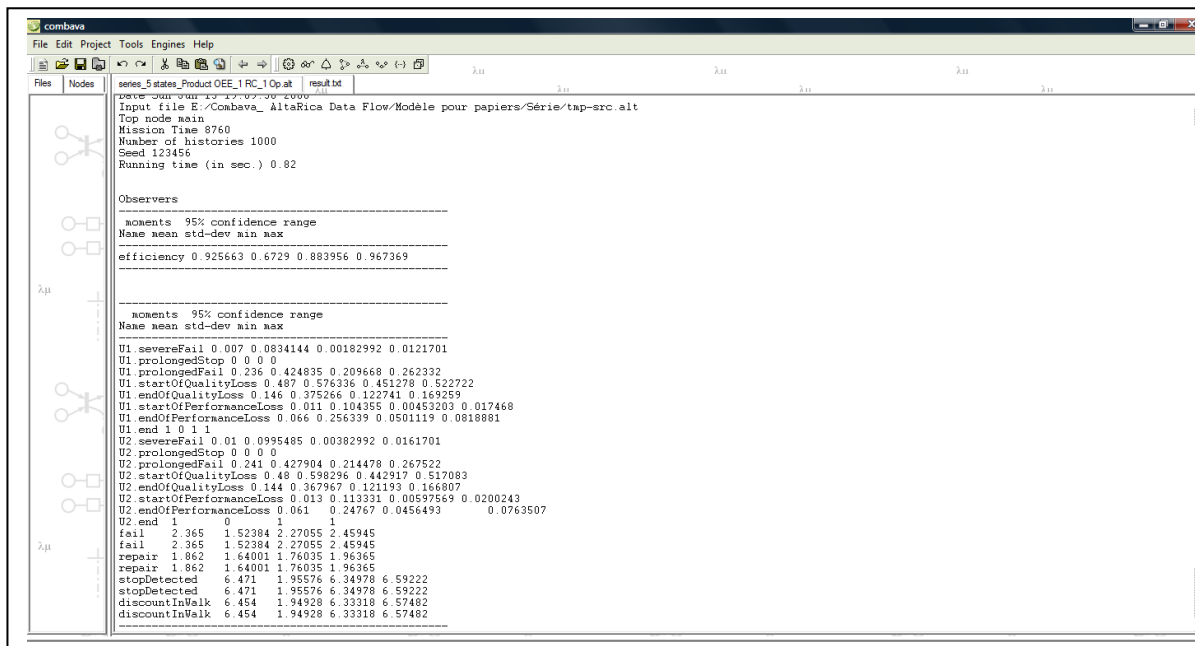 combava
File Edit Project Tools Engines Help
Files Nodes series_5 states_Product OEE_1 RC_1 Op.alt result.txt
λμ λμ λμ
λμ λμ λμ
Date Sun Jun 15
Input file E:/Combava_ AltaRica Data Flow/Modèle pour papiers/Série/tmp-src.alt
Top node main
Mission Time 8760
Number of histories 1000
Seed 123456
Running time (in sec.) 0.82
Observers
moments 95% confidence range
Name mean std-dev min max
efficiency 0.925663 0.6729 0.883956 0.967369
λμ
moments 95% confidence range
Name mean std-dev min max
U1.severeFail 0.007 0.0834144 0.00182992 0.0121701
U1.prolongedStop 0 0 0 0
U1.prolongedFail 0.236 0.424835 0.209668 0.262332
U1.startOfQualityLoss 0.487 0.576336 0.451278 0.522722
U1.endOfQualityLoss 0.146 0.375266 0.122741 0.169259
U1.startOfPerformanceLoss 0.011 0.104355 0.00453203 0.017468
U1.endOfPerformanceLoss 0.066 0.256339 0.0501119 0.0818881
U1.end 1 0 1 1
U2.severeFail 0.01 0.0995485 0.00382992 0.0161701
U2.prolongedStop 0 0 0 0
U2.prolongedFail 0.241 0.427904 0.214478 0.267522
U2.startOfQualityLoss 0.48 0.598296 0.442917 0.517083
U2.endOfQualityLoss 0.144 0.367967 0.121193 0.166807
U2.startOfPerformanceLoss 0.013 0.113331 0.00597569 0.0200243
U2.endOfPerformanceLoss 0.061 0.24767 0.0456493 0.0763507
U2.end 1 0 1 1
fail 2.365 1.52384 2.27055 2.45945
fail 2.365 1.52384 2.27055 2.45945
λμ
repair 1.862 1.64001 1.76035 1.96365
repair 1.862 1.64001 1.76035 1.96365
stopDetected 6.471 1.95576 6.34978 6.59222
stopDetected 6.471 1.95576 6.34978 6.59222
discountInWalk 6.454 1.94928 6.33318 6.57482
discountInWalk 6.454 1.94928 6.33318 6.57482